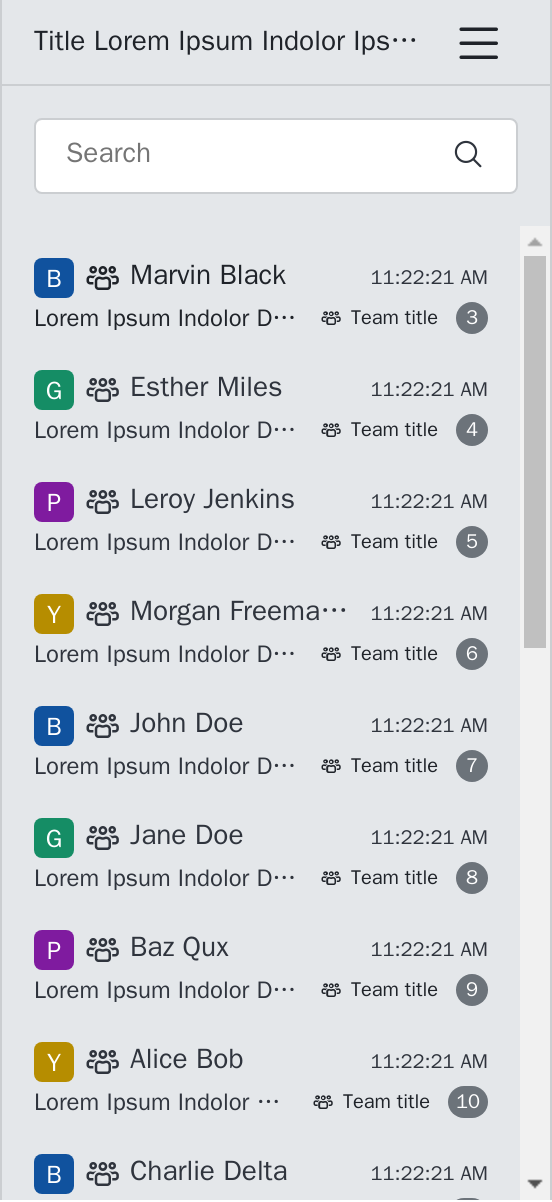 Title Lorem Ipsum Indolor Ips…
Search
B Marvin Black 11:22:21 AM
Lorem Ipsum Indolor D… Team title 3
G Esther Miles 11:22:21 AM
Lorem Ipsum Indolor D… Team title 4
P Leroy Jenkins 11:22:21 AM
Lorem Ipsum Indolor D… Team title 5
Y Morgan Freema… 11:22:21 AM
Lorem Ipsum Indolor D… Team title 6
B John Doe 11:22:21 AM
Lorem Ipsum Indolor D… Team title 7
G Jane Doe 11:22:21 AM
Lorem Ipsum Indolor D… Team title 8
P Baz Qux 11:22:21 AM
Lorem Ipsum Indolor D… Team title 9
Y Alice Bob 11:22:21 AM
Lorem Ipsum Indolor … Team title 10
B Charlie Delta 11:22:21 AM